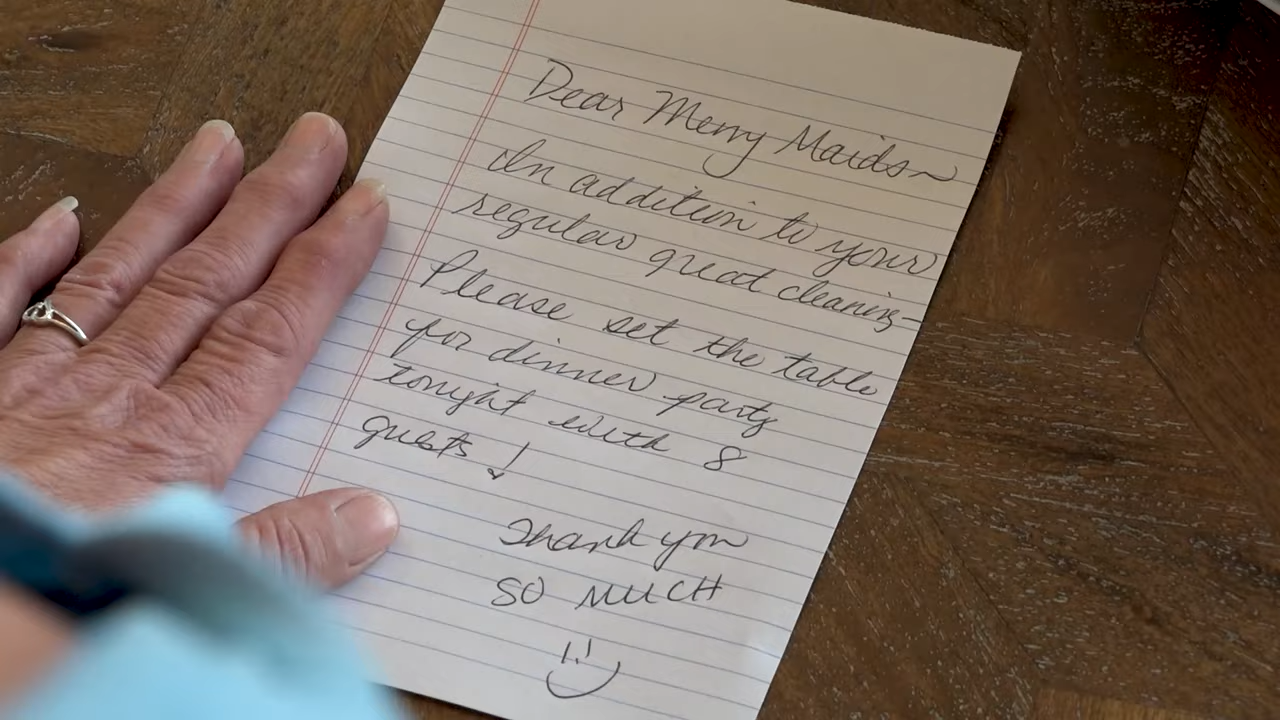 Dear Merry Maids~
In addition to your
regular great cleaning-
Please set the table
for dinner party
tonight with 8
guests!
Thank you
SO MUCH